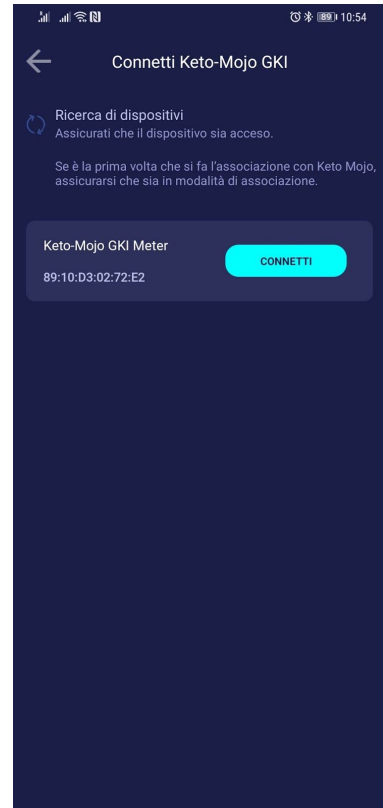 89 10:54
Connetti Keto-Mojo GKI
Ricerca di dispositivi
Assicurati che il dispositivo sia acceso.
Se è la prima volta che si fa l'associazione con Keto Mojo,
assicurarsi che sia in modalità di associazione.
Keto-Mojo GKI Meter
CONNETTI
89:10:D3:02:72:E2